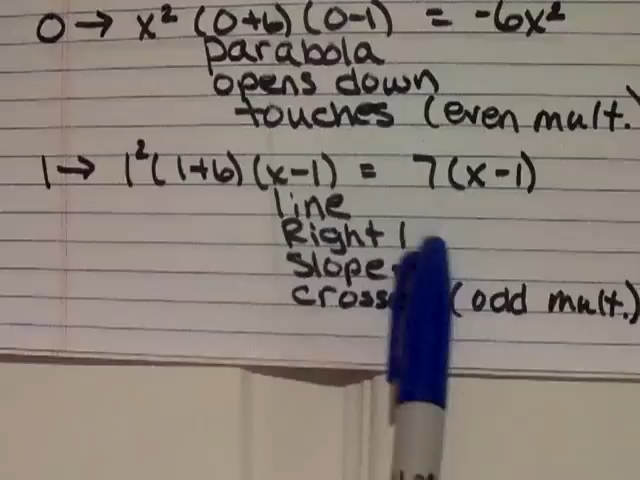 0 → x² (0+6)(0-1) = -6x²
parabola
opens down
touches (even mult.)
1 → 1²(1+6)(x-1) = 7(x-1)
line
Right 1
Slope
(odd mult.)